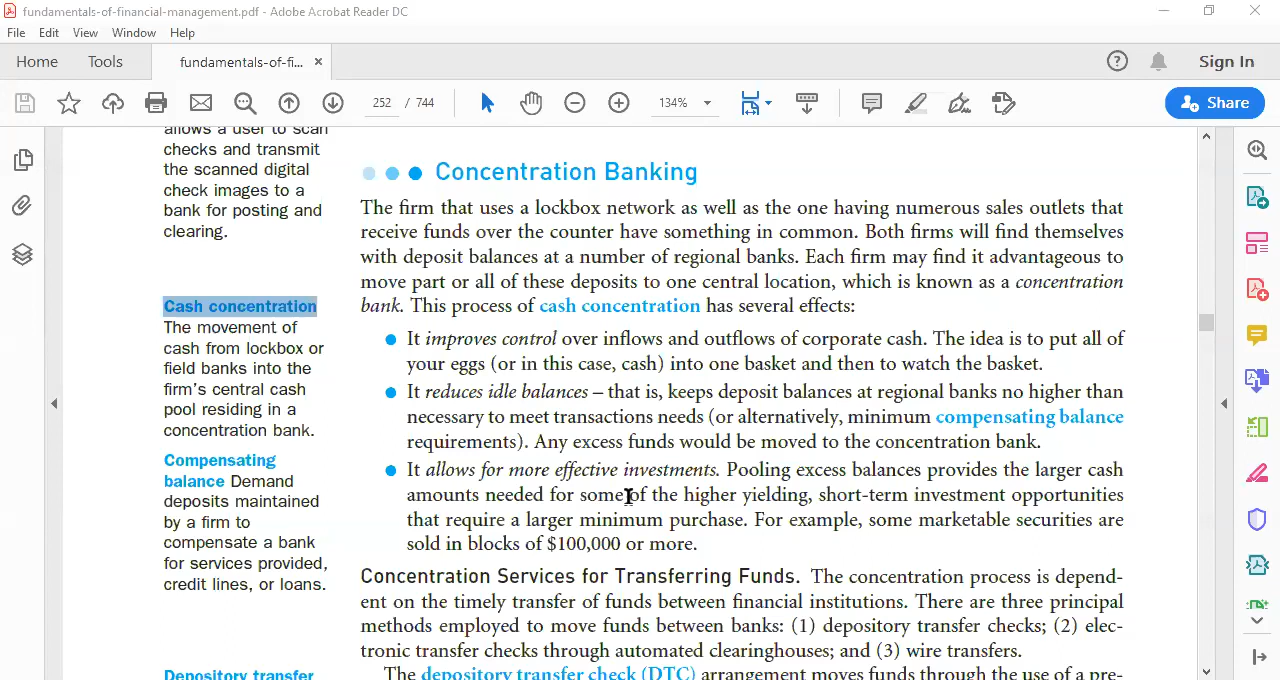 fundamentals-of-financial-management.pdf - Adobe Acrobat Reader DC
File Edit View Window Help
Home Tools fundamentals-of-fi... × Sign In
252 / 744 134% Share
allows a user to scan
checks and transmit
the scanned digital
check images to a
bank for posting and
clearing.
Cash concentration
The movement of
cash from lockbox or
field banks into the
firm's central cash
pool residing in a
concentration bank.
Compensating
balance Demand
deposits maintained
by a firm to
compensate a bank
for services provided,
credit lines, or loans.
Depository transfer
Concentration Banking
The firm that uses a lockbox network as well as the one having numerous sales outlets that
receive funds over the counter have something in common. Both firms will find themselves
with deposit balances at a number of regional banks. Each firm may find it advantageous to
move part or all of these deposits to one central location, which is known as a concentration
bank. This process of cash concentration has several effects:
● It improves control over inflows and outflows of corporate cash. The idea is to put all of
your eggs (or in this case, cash) into one basket and then to watch the basket.
● It reduces idle balances – that is, keeps deposit balances at regional banks no higher than
necessary to meet transactions needs (or alternatively, minimum compensating balance
requirements). Any excess funds would be moved to the concentration bank.
● It allows for more effective investments. Pooling excess balances provides the larger cash
amounts needed for some of the higher yielding, short-term investment opportunities
that require a larger minimum purchase. For example, some marketable securities are
sold in blocks of $100,000 or more.
Concentration Services for Transferring Funds. The concentration process is depend-
ent on the timely transfer of funds between financial institutions. There are three principal
methods employed to move funds between banks: (1) depository transfer checks; (2) elec-
tronic transfer checks through automated clearinghouses; and (3) wire transfers.
The depository transfer check (DTC) arrangement moves funds through the use of a pre-